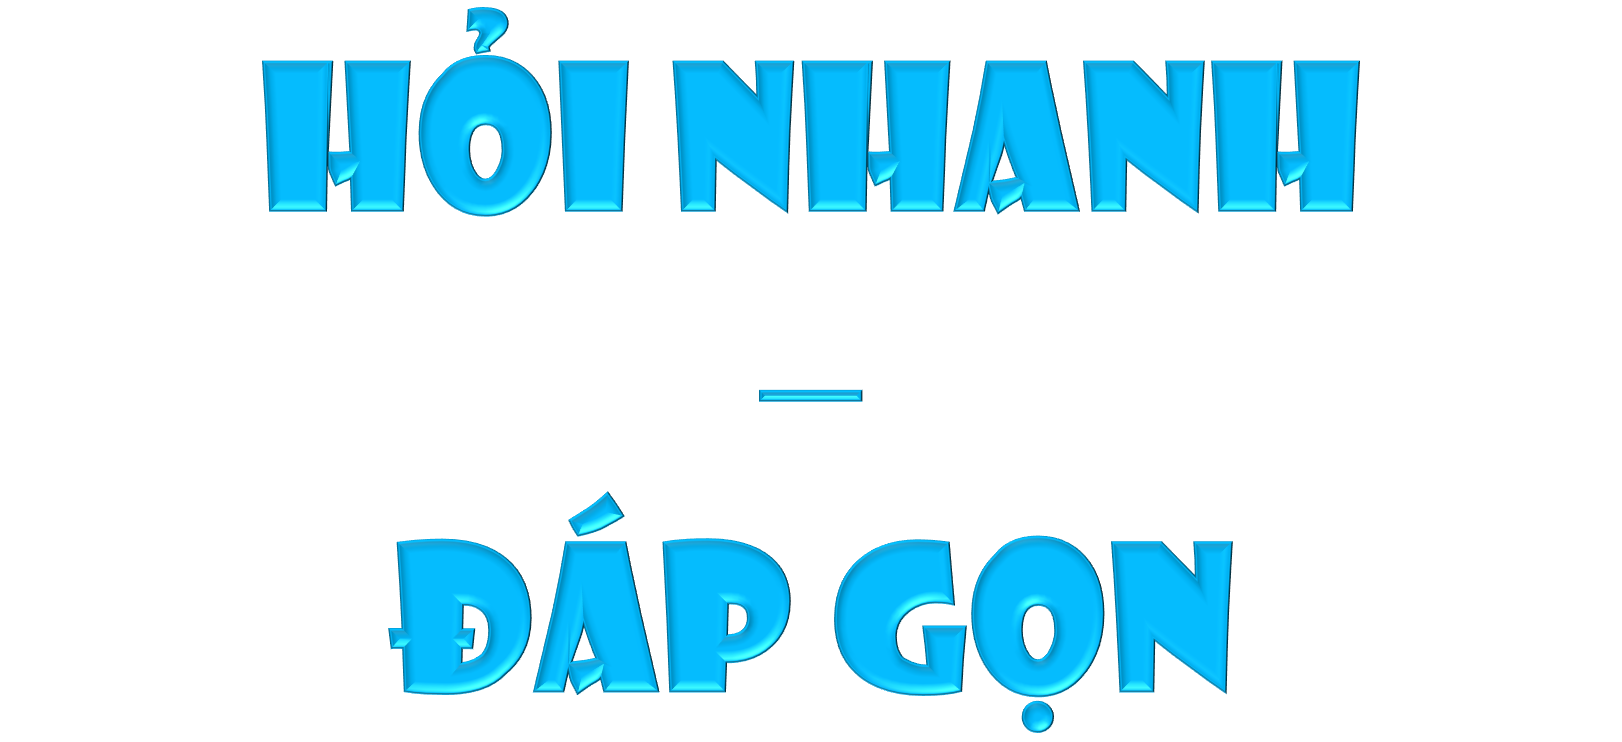 HỎI NHANH
–
ĐÁP GỌN